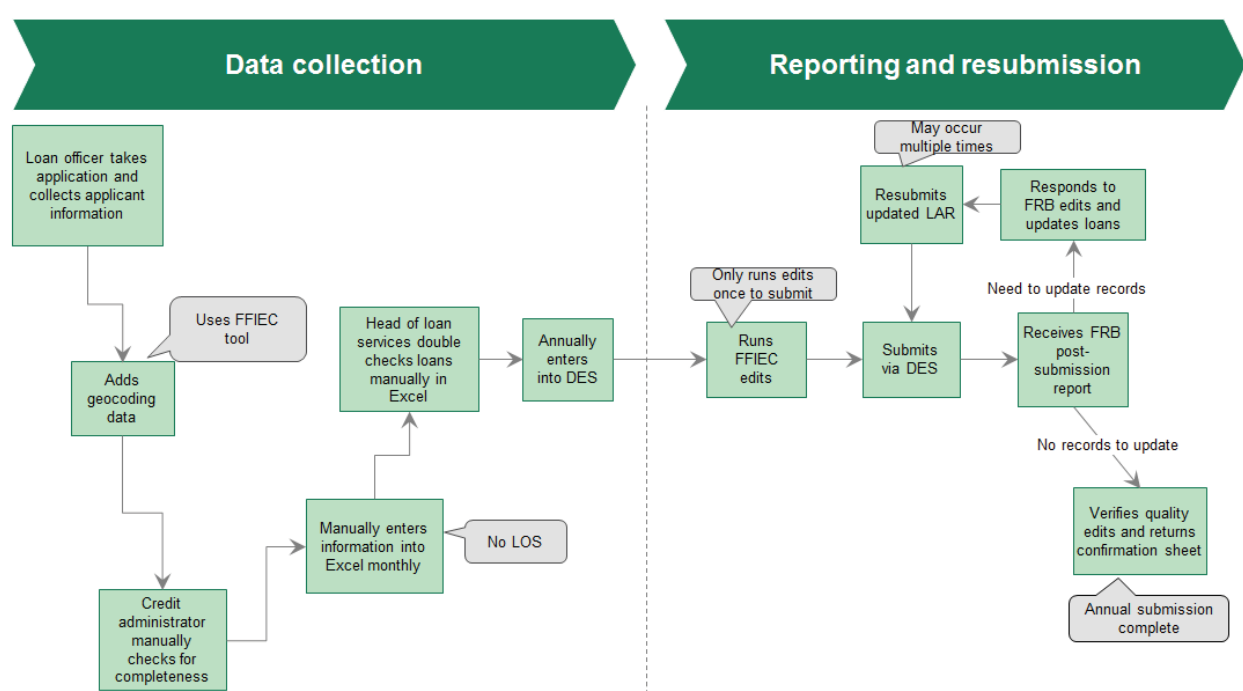 Data collection
Reporting and resubmission
Loan officer takes
application and
collects applicant
information
Uses FFIEC
tool
Adds
geocoding
data
Credit
administrator
manually
checks for
completeness
Manually enters
information into
Excel monthly
No LOS
Head of loan
services double
checks loans
manually in
Excel
Annually
enters
into DES
Only runs edits
once to submit
Runs
FFIEC
edits
Submits
via DES
May occur
multiple times
Resubmits
updated LAR
Responds to
FRB edits and
updates loans
Need to update records
Receives FRB
post-
submission
report
No records to update
Verifies quality
edits and returns
confirmation sheet
Annual submission
complete